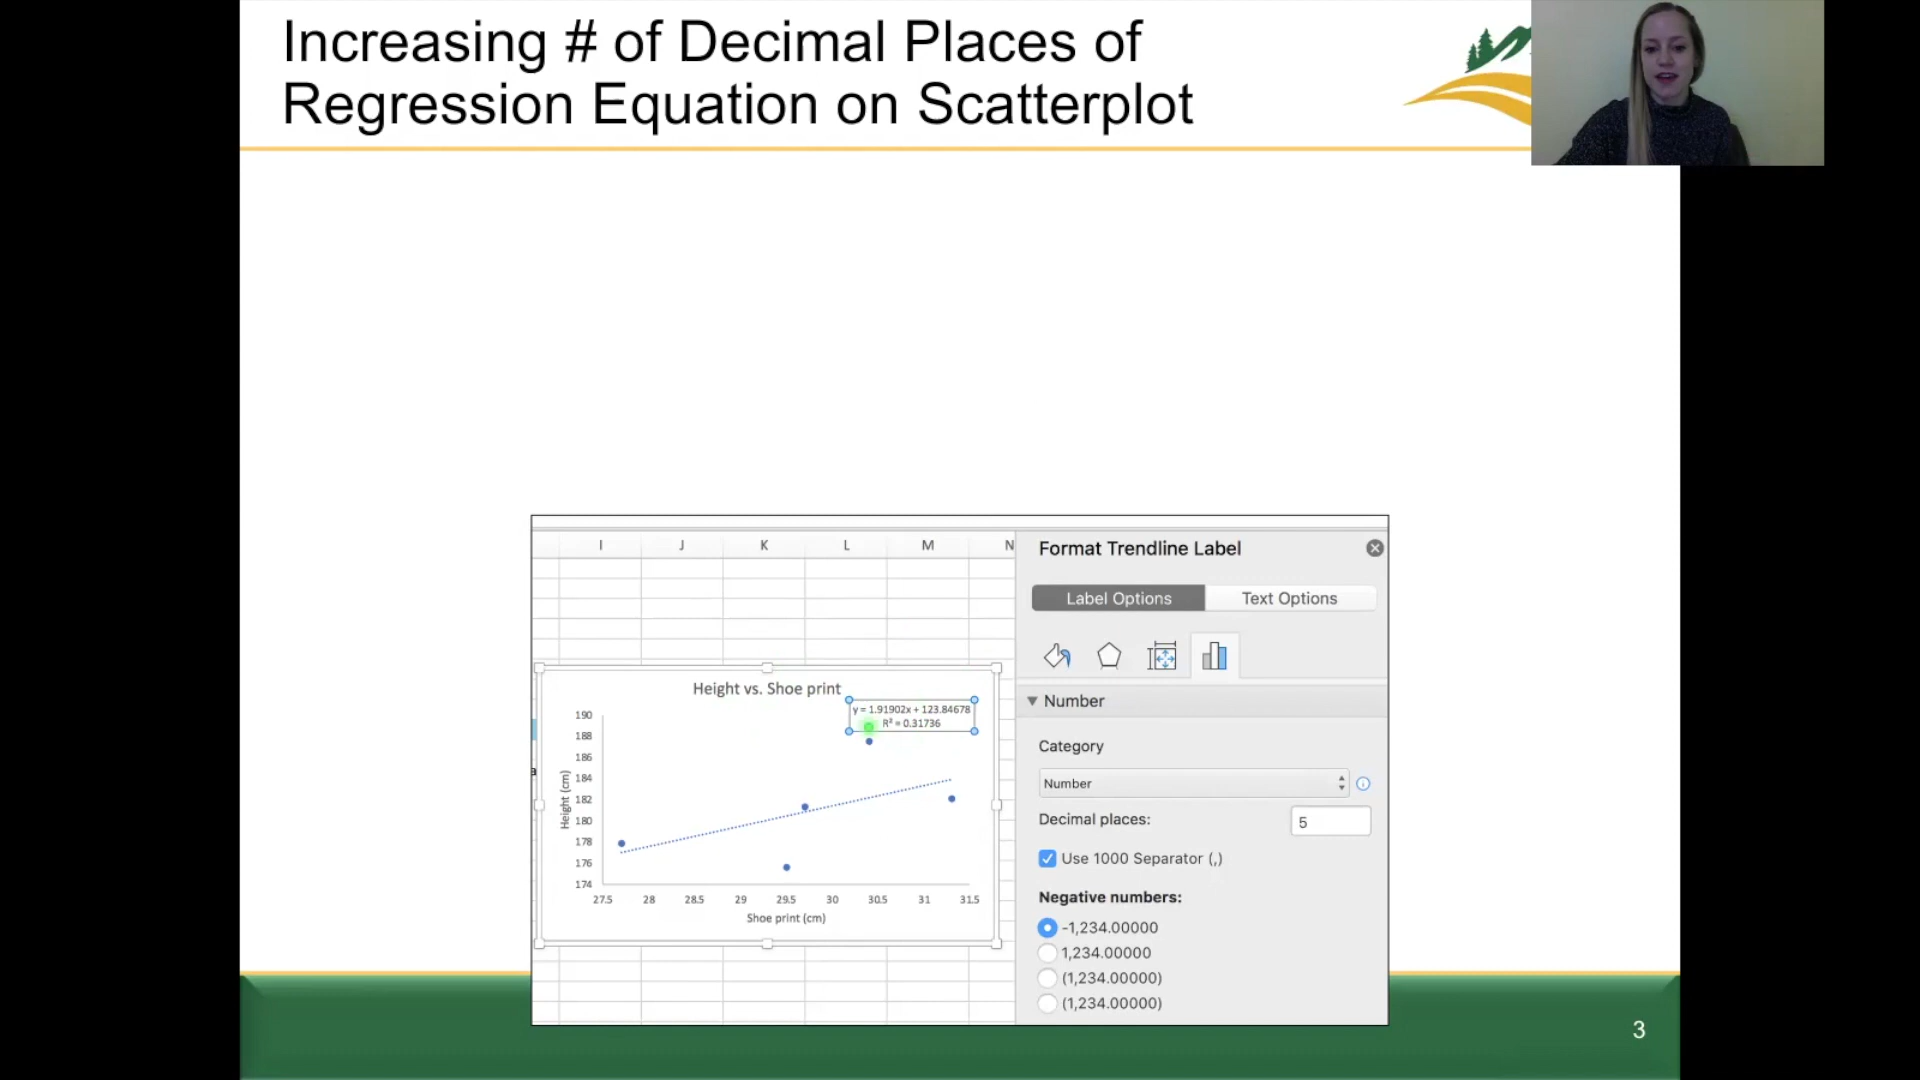 Increasing # of Decimal Places of
Regression Equation on Scatterplot
I J K L M N
Format Trendline Label
Label Options Text Options
Number
Category
Number
Decimal places: 5
Use 1000 Separator (,)
Negative numbers:
-1,234.00000
1,234.00000
(1,234.00000)
(1,234.00000)
Height vs. Shoe print
y = 1.91902x + 123.84678
R² = 0.31736
190
188
186
184
182
180
178
176
174
Height (cm)
27.5 28 28.5 29 29.5 30 30.5 31 31.5
Shoe print (cm)
3